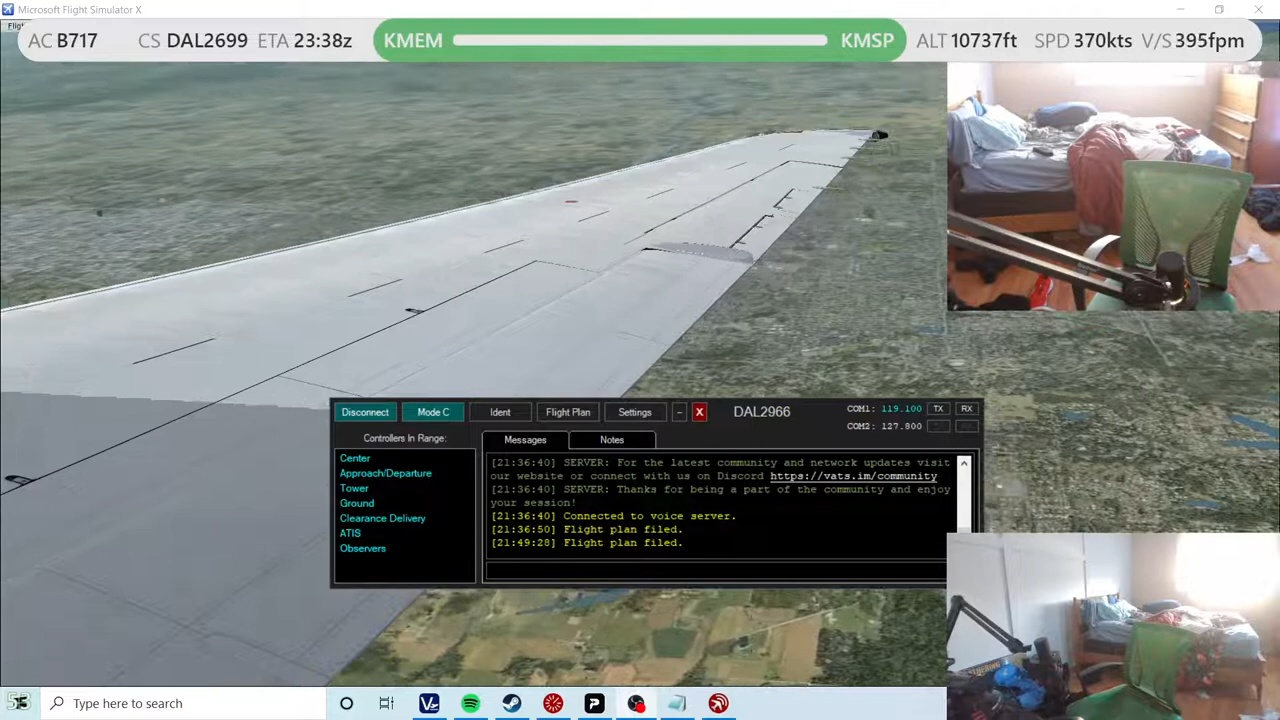 Microsoft Flight Simulator X
AC B717 CS DAL2699 ETA 23:38z KMEM KMSP ALT 10737ft SPD 370kts V/S 395fpm
Disconnect Mode C Ident Flight Plan Settings – X DAL2966 COM1: 119.100 TX RX
COM2: 127.800
Controllers In Range:
Center
Approach/Departure
Tower
Ground
Clearance Delivery
ATIS
Observers
Messages Notes
[21:36:40] SERVER: For the latest community and network updates visit
our website or connect with us on Discord https://vats.im/community
[21:36:40] SERVER: Thanks for being a part of the community and enjoy
your session!
[21:36:40] Connected to voice server.
[21:36:50] Flight plan filed.
[21:49:28] Flight plan filed.
Type here to search